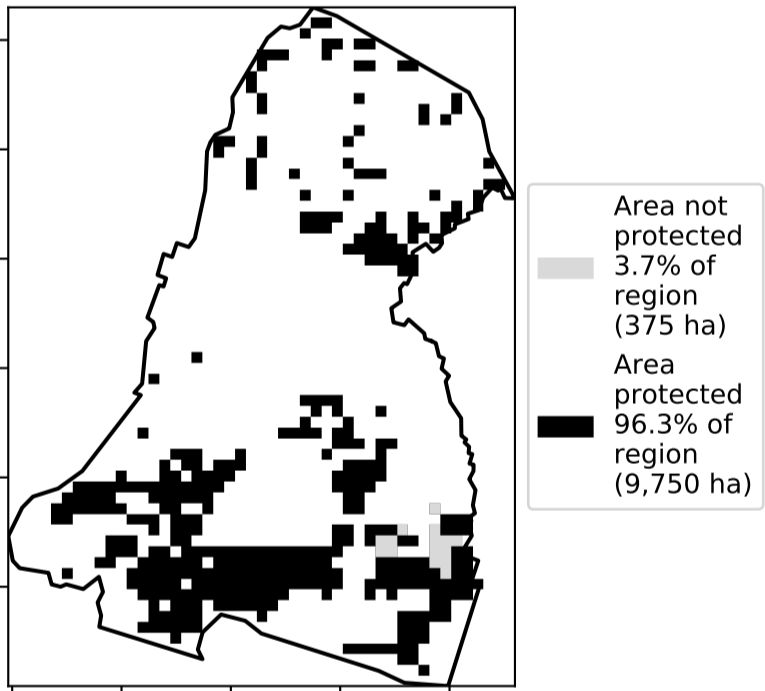 Area not
protected
3.7% of
region
(375 ha)
Area
protected
96.3% of
region
(9,750 ha)